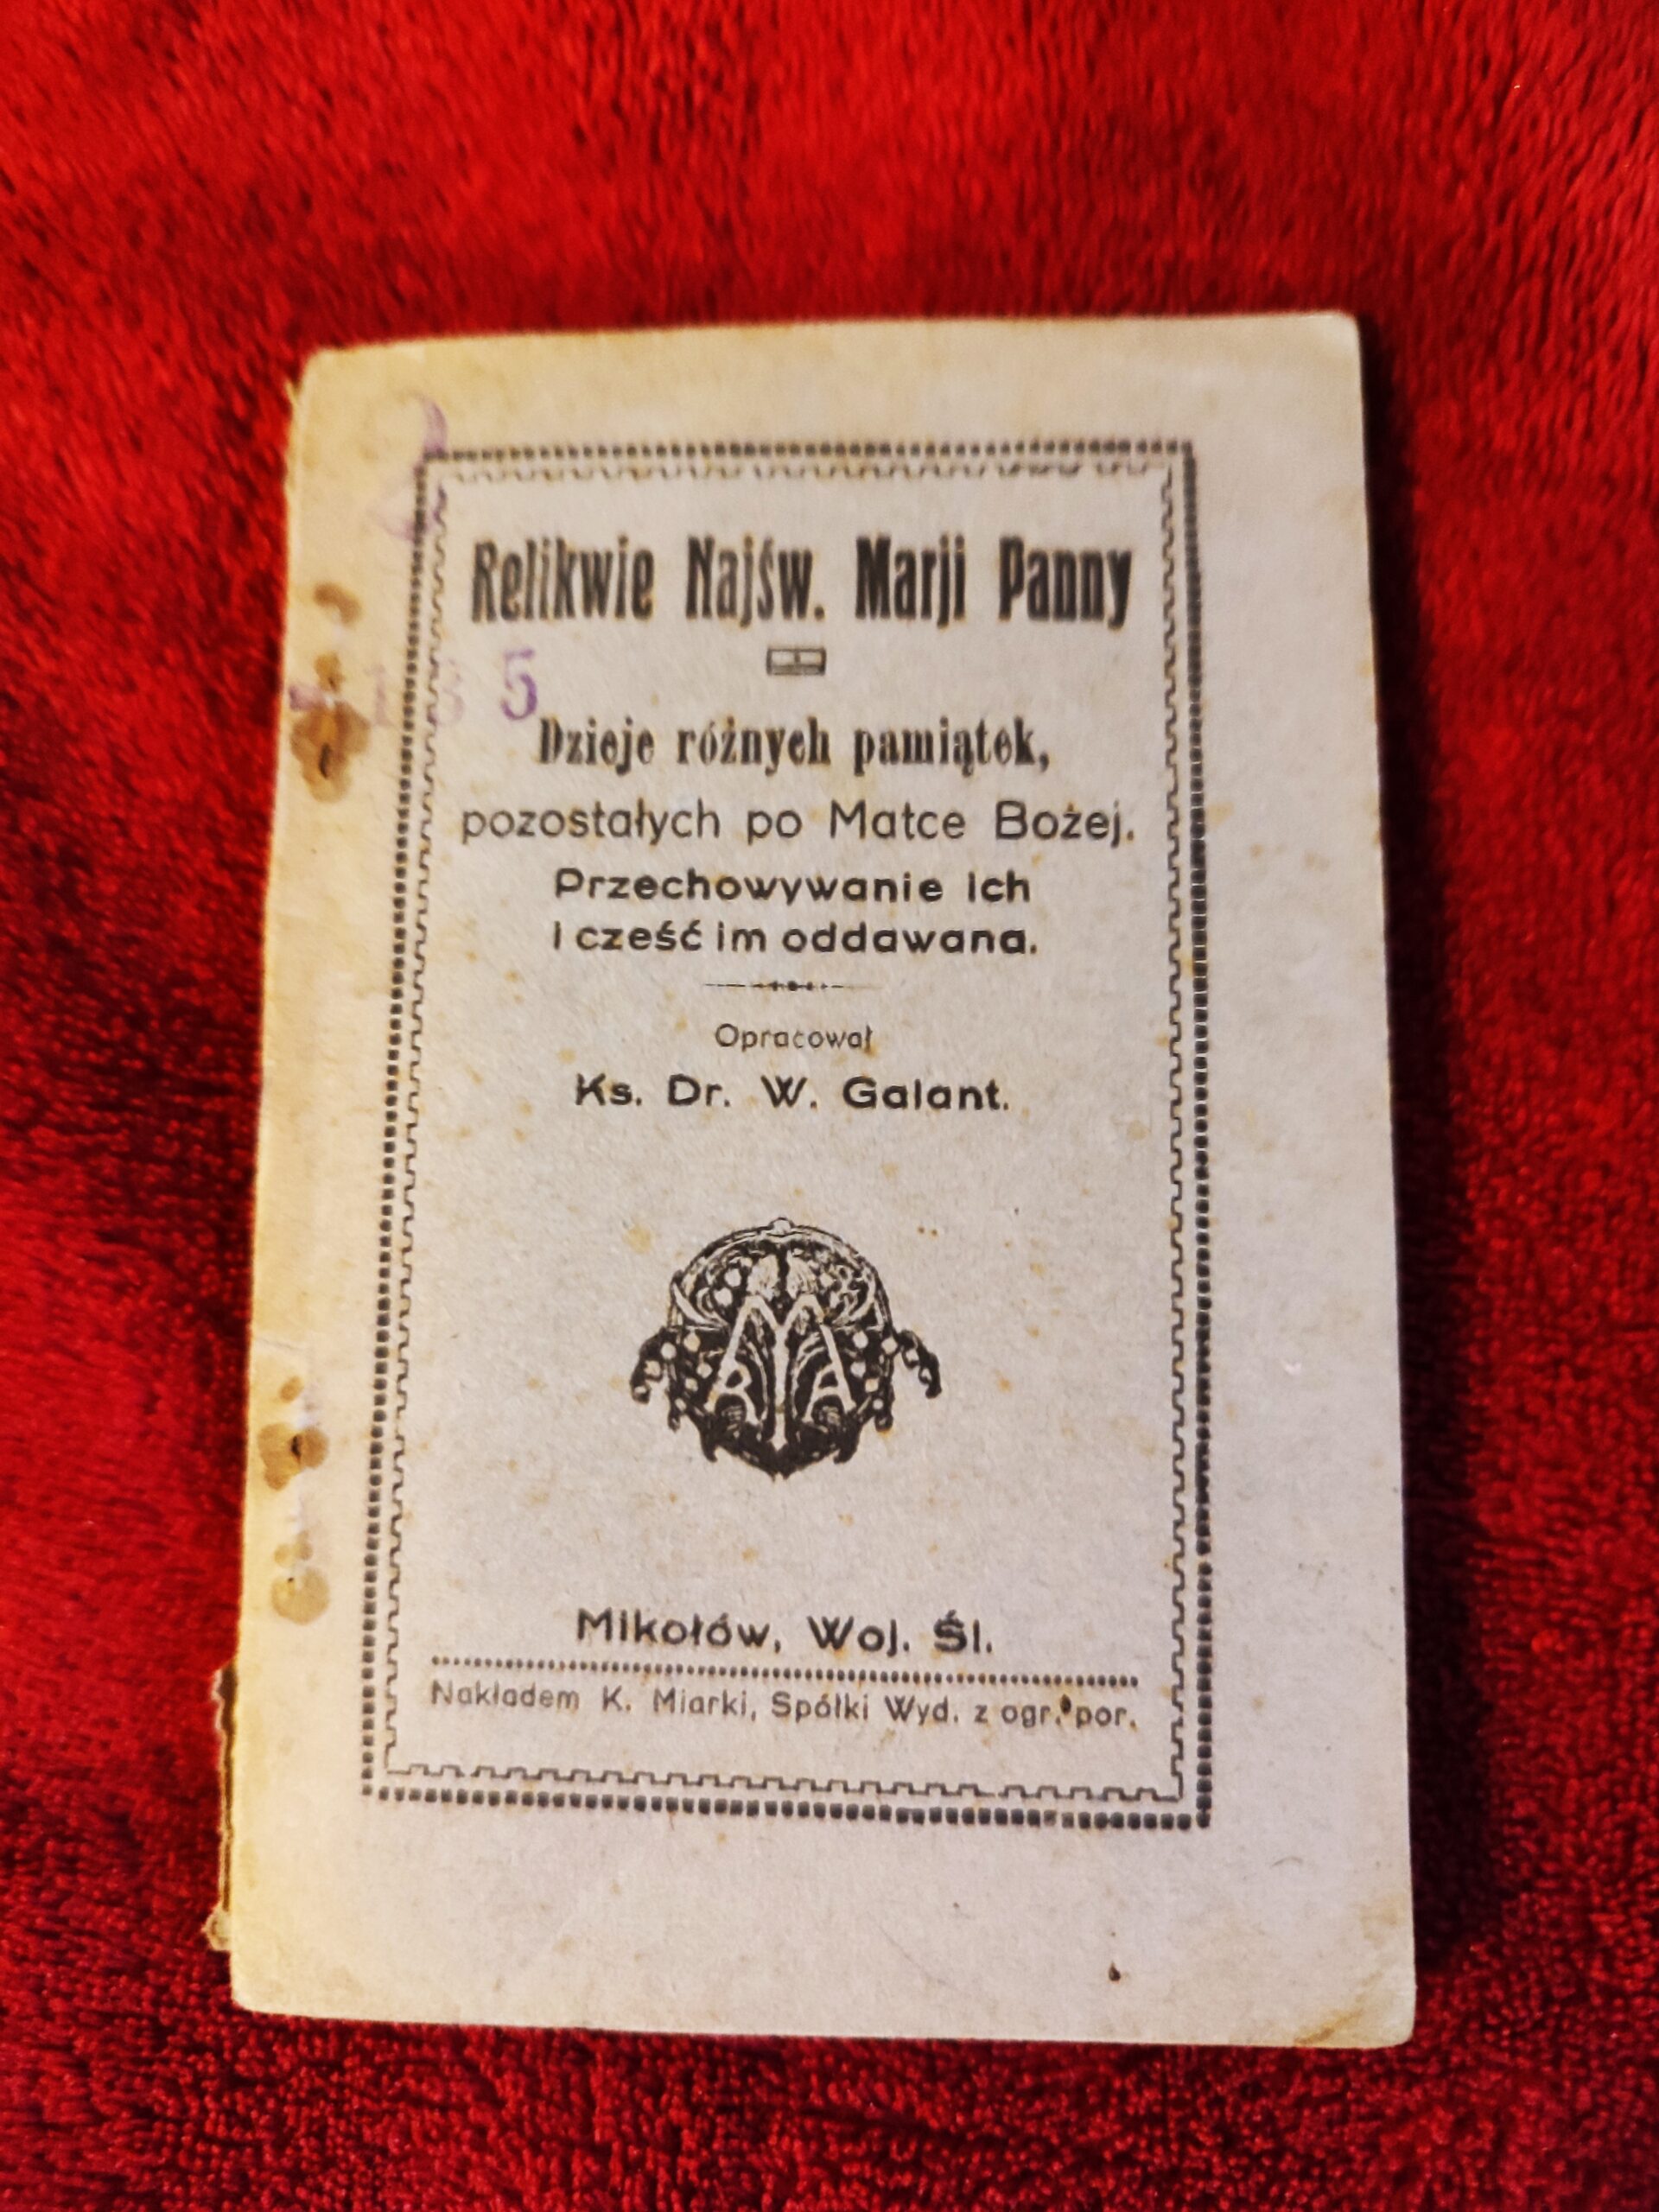 Relikwie Najśw. Marji Panny
Dzieje różnych pamiątek,
pozostałych po Matce Bożej.
Przechowywanie ich
i cześć im oddawana.
Opracował
Ks. Dr. W. Galant.
MARYA
Mikołów, Woj. Śl.
Nakładem K. Miarki, Spółki Wyd. z ogr. por.